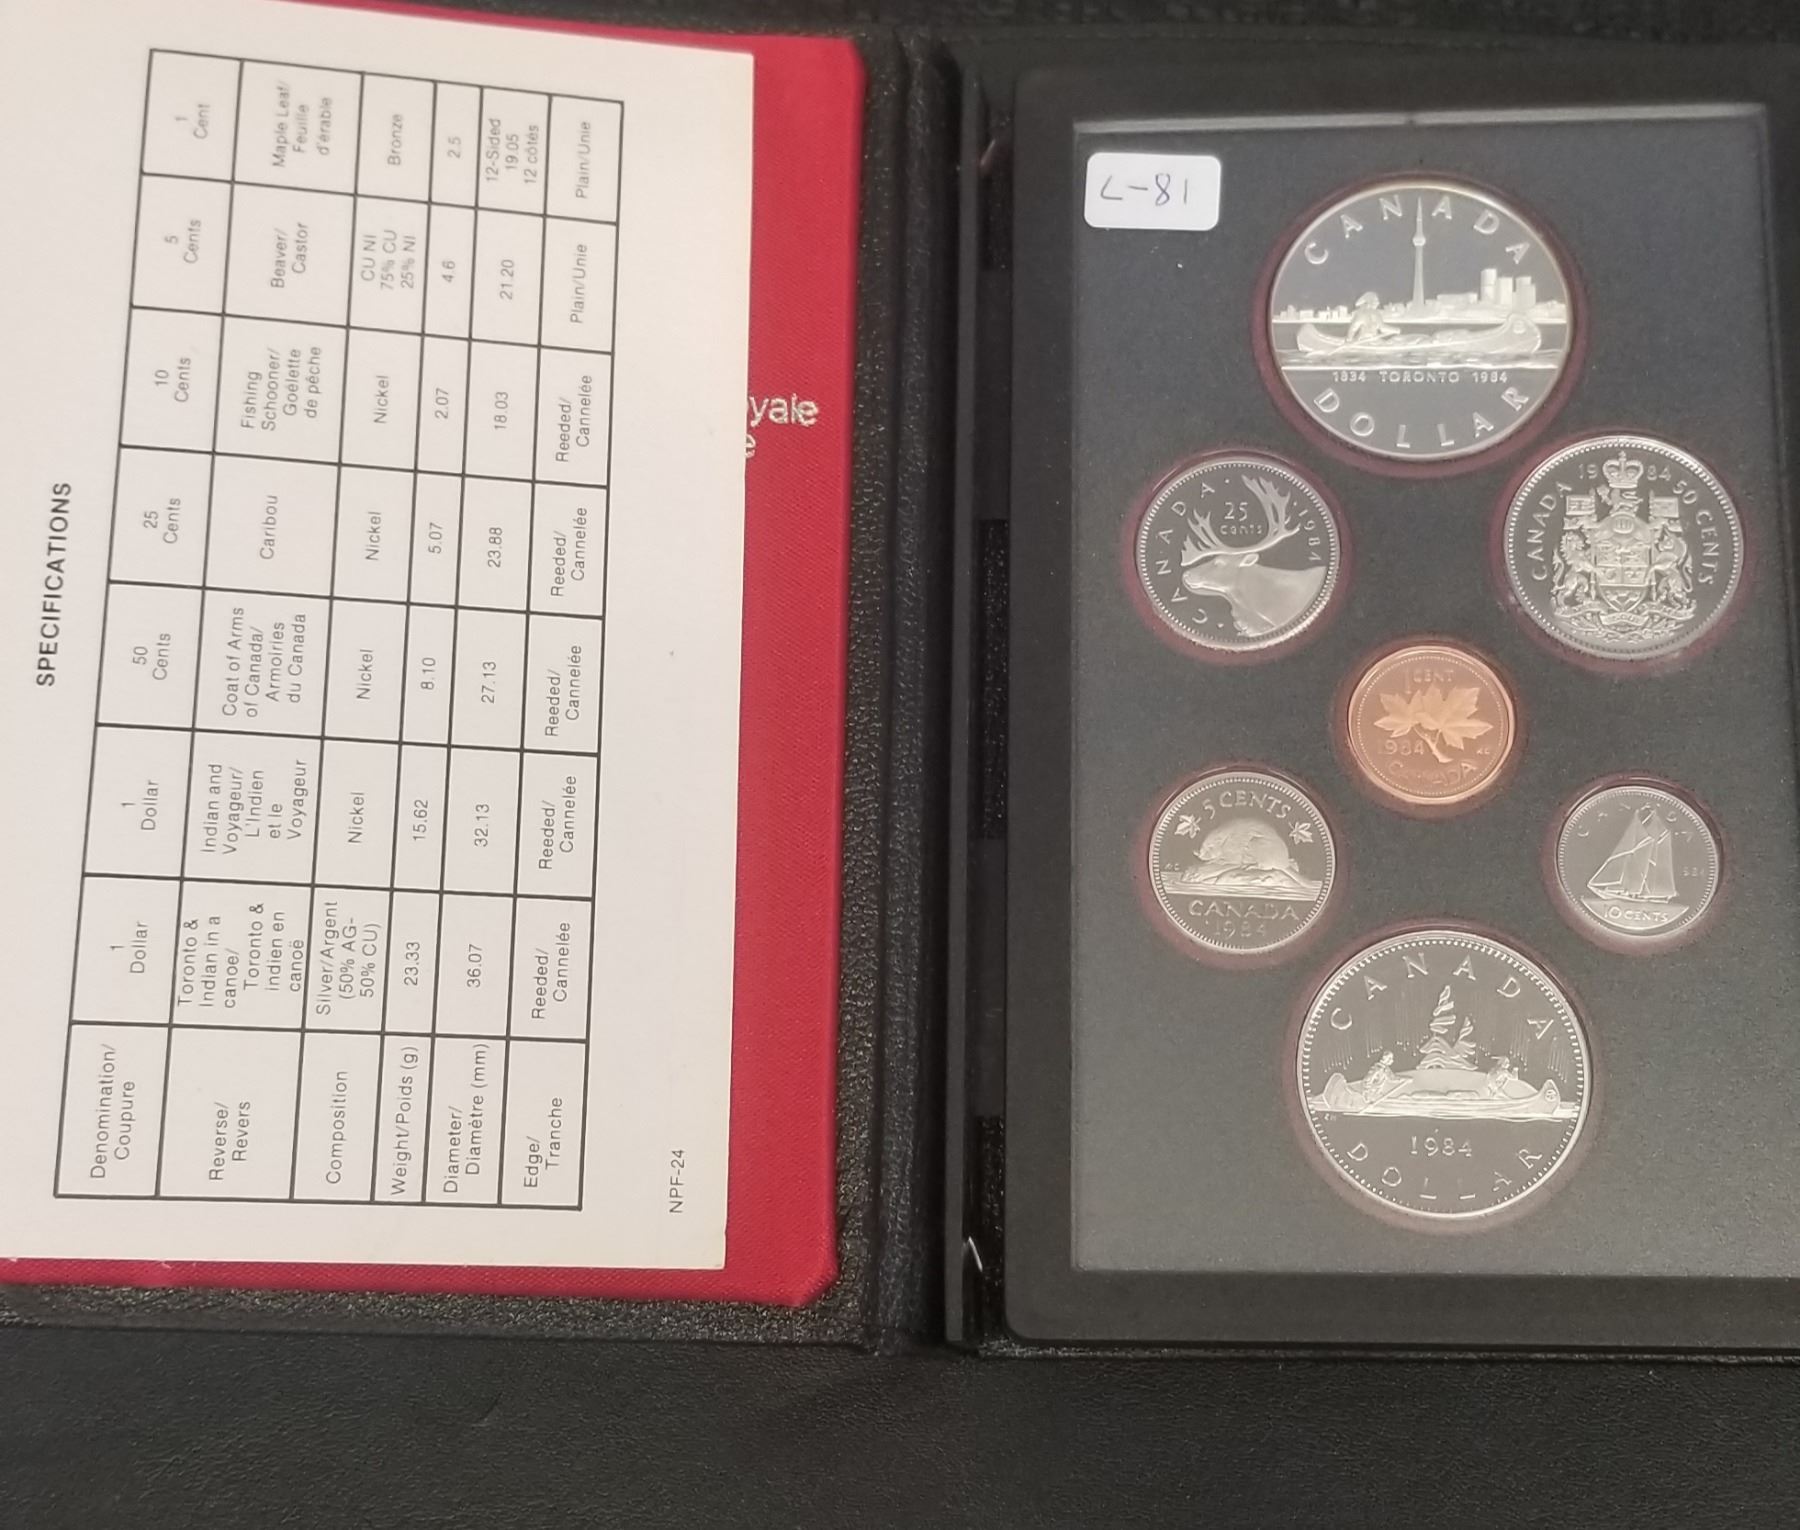 SPECIFICATIONS
Denomination/
Coupure
1
Dollar
1
Dollar
50
Cents
25
Cents
10
Cents
5
Cents
1
Cent
Reverse/
Revers
Toronto &
Indian in a
canoe/
Toronto &
indien en
canoë
Indian and
Voyageur/
L'Indien
et le
Voyageur
Coat of Arms
of Canada/
Armoiries
du Canada
Caribou
Fishing
Schooner/
Goélette
de pêche
Beaver/
Castor
Maple Leaf/
Feuille
d'érable
Composition
Silver/Argent
(50% AG-
50% CU)
Nickel
Nickel
Nickel
Nickel
CU NI
75% CU
25% NI
Bronze
Weight/Poids (g)
23.33
15.62
8.10
5.07
2.07
4.6
2.5
Diameter/
Diamètre (mm)
36.07
32.13
27.13
23.88
18.03
21.20
12-Sided
19.05
12 côtés
Edge/
Tranche
Reeded/
Cannelée
Reeded/
Cannelée
Reeded/
Cannelée
Reeded/
Cannelée
Reeded/
Cannelée
Plain/Unie
Plain/Unie
NPF-24
yale
L-81
CANADA
1834 TORONTO 1984
DOLLAR
CANADA · 1984
25
cents
CANADA 1984 50 CENTS
1 CENT
1984
CANADA
5 CENTS
CANADA
1984
CANADA
10 CENTS
CANADA
1984
DOLLAR